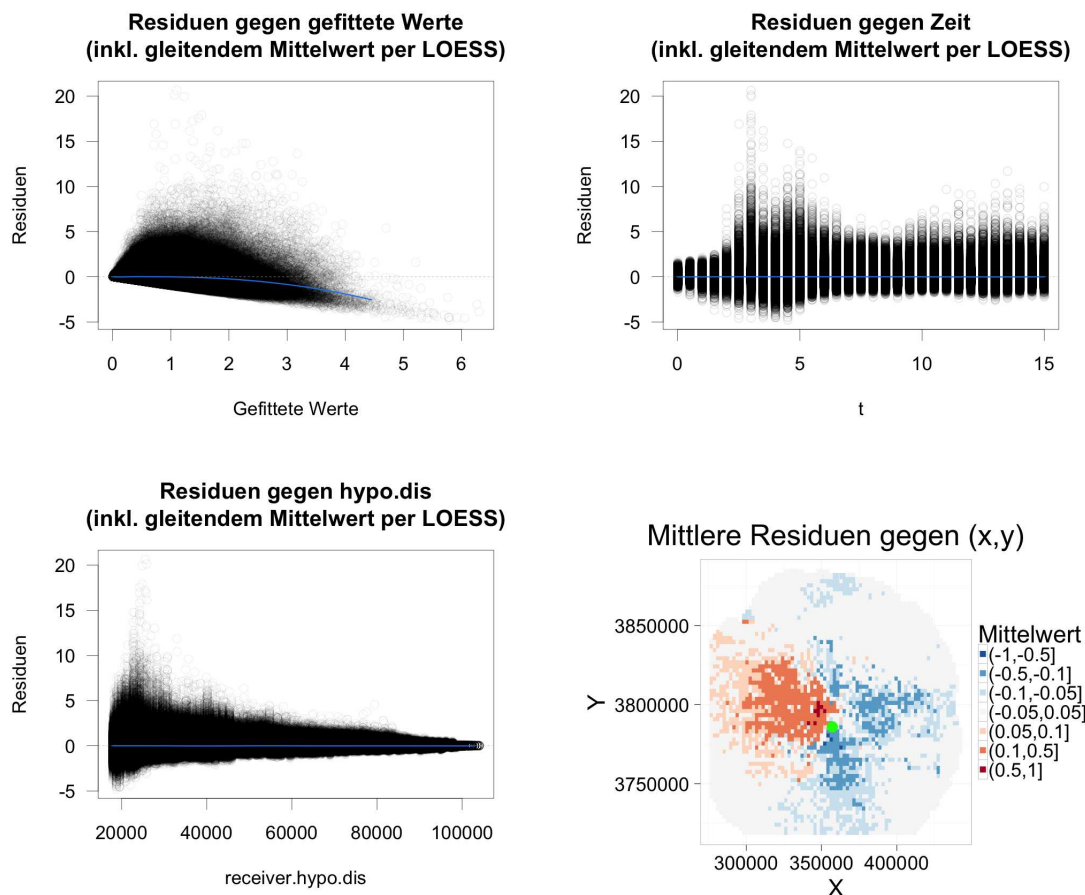 Residuen gegen gefittete Werte
(inkl. gleitendem Mittelwert per LOESS)
20
15
10
5
0
-5
Residuen
0 1 2 3 4 5 6
Gefittete Werte
Residuen gegen Zeit
(inkl. gleitendem Mittelwert per LOESS)
20
15
10
5
0
-5
Residuen
0 5 10 15
t
Residuen gegen hypo.dis
(inkl. gleitendem Mittelwert per LOESS)
20
15
10
5
0
-5
Residuen
20000 40000 60000 80000 100000
receiver.hypo.dis
Mittlere Residuen gegen (x,y)
3850000
3800000
3750000
Y
300000 350000 400000
X
Mittelwert
(-1,-0.5]
(-0.5,-0.1]
(-0.1,-0.05]
(-0.05,0.05]
(0.05,0.1]
(0.1,0.5]
(0.5,1]